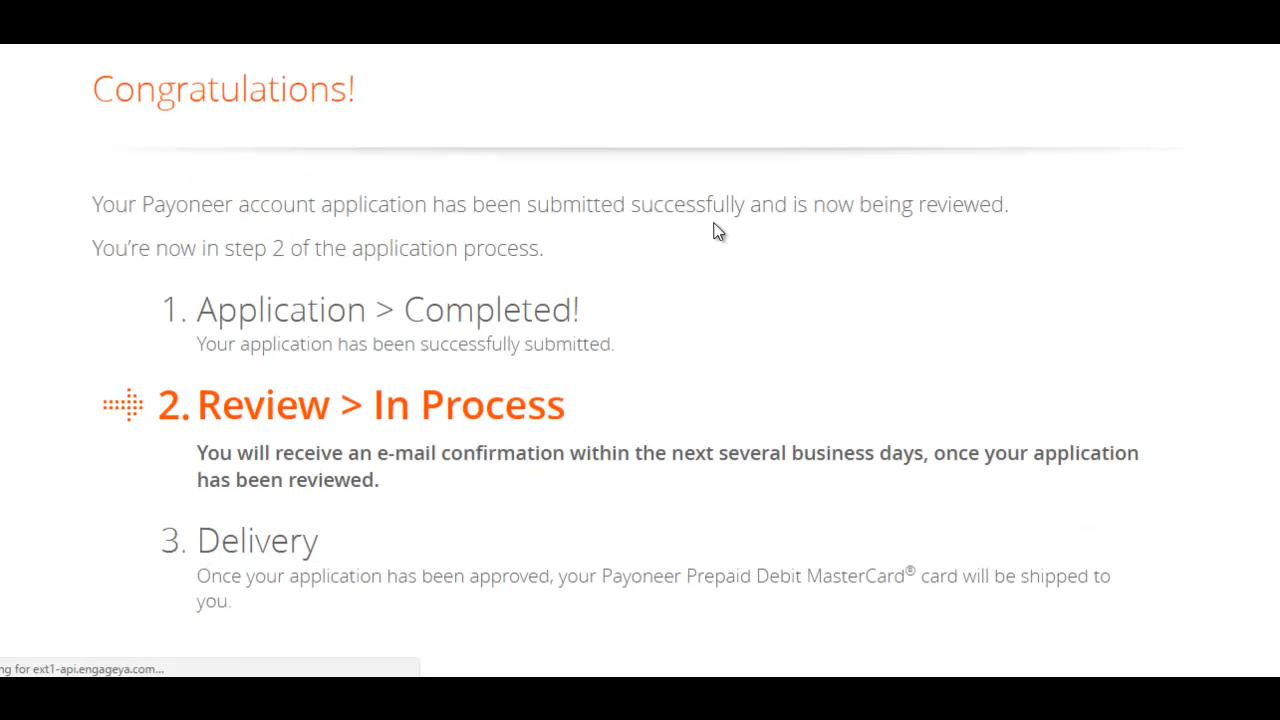 Congratulations!
Your Payoneer account application has been submitted successfully and is now being reviewed.
You’re now in step 2 of the application process.
1. Application > Completed!
Your application has been successfully submitted.
2. Review > In Process
You will receive an e-mail confirmation within the next several business days, once your application
has been reviewed.
3. Delivery
Once your application has been approved, your Payoneer Prepaid Debit MasterCard® card will be shipped to
you.
ng for ext1-api.engageya.com...